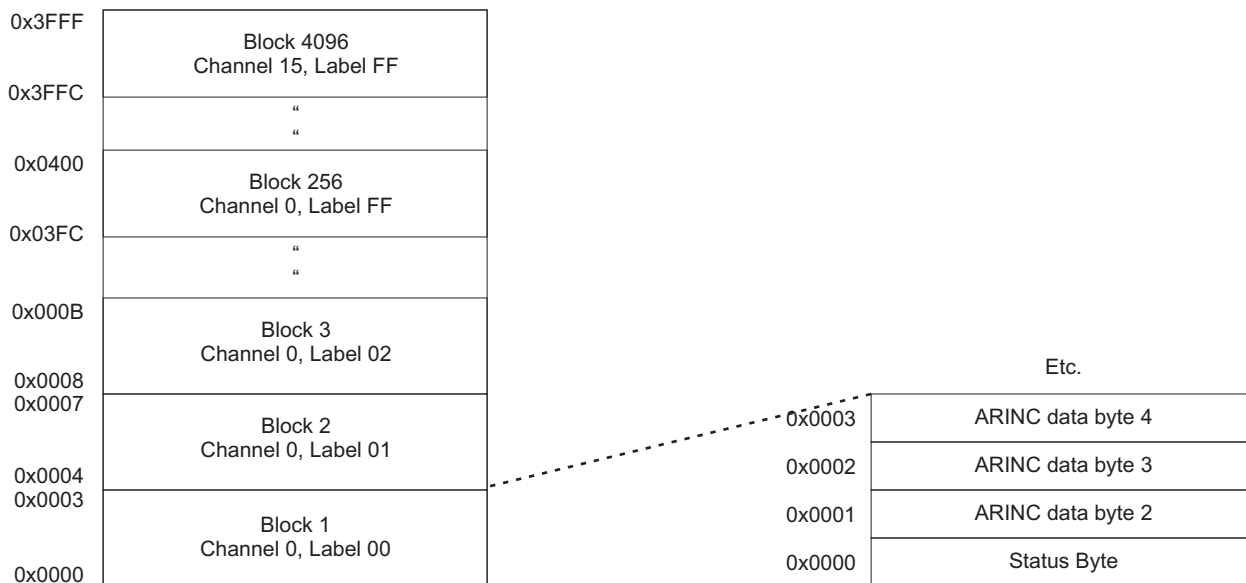 0x3FFF
Block 4096
Channel 15, Label FF
0x3FFC
“
“
0x0400
Block 256
Channel 0, Label FF
0x03FC
“
“
0x000B
Block 3
Channel 0, Label 02
0x0008
0x0007
Block 2
Channel 0, Label 01
0x0004
0x0003
Block 1
Channel 0, Label 00
0x0000
Etc.
0x0003 ARINC data byte 4
0x0002 ARINC data byte 3
0x0001 ARINC data byte 2
0x0000 Status Byte